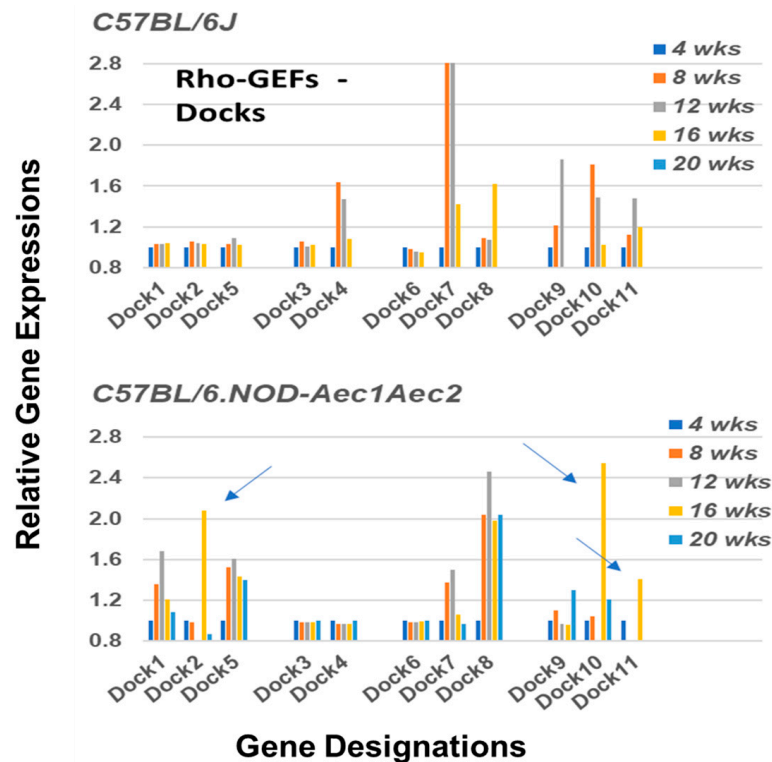 C57BL/6J
Rho-GEFs -
Docks
4 wks
8 wks
12 wks
16 wks
20 wks
2.8
2.4
2.0
1.6
1.2
0.8
Dock1
Dock2
Dock5
Dock3
Dock4
Dock6
Dock7
Dock8
Dock9
Dock10
Dock11
Relative Gene Expressions
C57BL/6.NOD-Aec1Aec2
4 wks
8 wks
12 wks
16 wks
20 wks
2.8
2.4
2.0
1.6
1.2
0.8
Dock1
Dock2
Dock5
Dock3
Dock4
Dock6
Dock7
Dock8
Dock9
Dock10
Dock11
Gene Designations